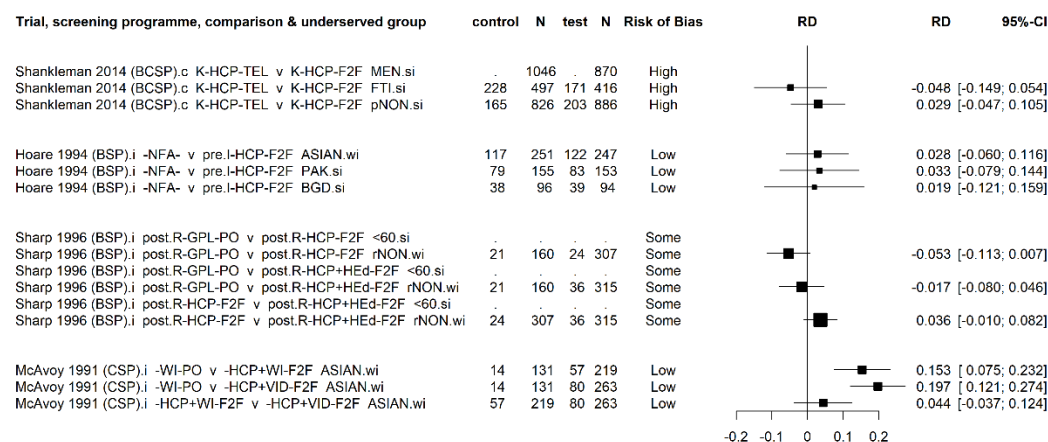 Trial, screening programme, comparison & underserved group control N test N Risk of Bias RD RD 95%-CI
Shankleman 2014 (BCSP).c K-HCP-TEL v K-HCP-F2F MEN.si . 1046 . 870 High
Shankleman 2014 (BCSP).c K-HCP-TEL v K-HCP-F2F FTI.si 228 497 171 416 High -0.048 [-0.149; 0.054]
Shankleman 2014 (BCSP).c K-HCP-TEL v K-HCP-F2F pNON.si 165 826 203 886 High 0.029 [-0.047; 0.105]
Hoare 1994 (BSP).i -NFA- v pre.I-HCP-F2F ASIAN.wi 117 251 122 247 Low 0.028 [-0.060; 0.116]
Hoare 1994 (BSP).i -NFA- v pre.I-HCP-F2F PAK.si 79 155 83 153 Low 0.033 [-0.079; 0.144]
Hoare 1994 (BSP).i -NFA- v pre.I-HCP-F2F BGD.si 38 96 39 94 Low 0.019 [-0.121; 0.159]
Sharp 1996 (BSP).i post.R-GPL-PO v post.R-HCP-F2F <60.si . . . . Some
Sharp 1996 (BSP).i post.R-GPL-PO v post.R-HCP-F2F rNON.wi 21 160 24 307 Some -0.053 [-0.113; 0.007]
Sharp 1996 (BSP).i post.R-GPL-PO v post.R-HCP+HEd-F2F <60.si . . . . Some
Sharp 1996 (BSP).i post.R-GPL-PO v post.R-HCP+HEd-F2F rNON.wi 21 160 36 315 Some -0.017 [-0.080; 0.046]
Sharp 1996 (BSP).i post.R-HCP-F2F v post.R-HCP+HEd-F2F <60.si . . . . Some
Sharp 1996 (BSP).i post.R-HCP-F2F v post.R-HCP+HEd-F2F rNON.wi 24 307 36 315 Some 0.036 [-0.010; 0.082]
McAvoy 1991 (CSP).i -WI-PO v -HCP+WI-F2F ASIAN.wi 14 131 57 219 Low 0.153 [0.075; 0.232]
McAvoy 1991 (CSP).i -WI-PO v -HCP+VID-F2F ASIAN.wi 14 131 80 263 Low 0.197 [0.121; 0.274]
McAvoy 1991 (CSP).i -HCP+WI-F2F v -HCP+VID-F2F ASIAN.wi 57 219 80 263 Low 0.044 [-0.037; 0.124]
-0.2 -0.1 0 0.1 0.2